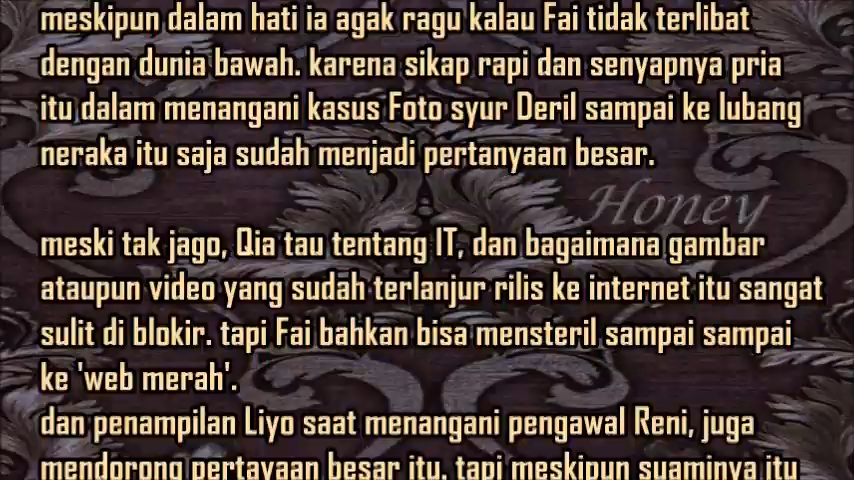 meskipun dalam hati ia agak ragu kalau Fai tidak terlibat
dengan dunia bawah. karena sikap rapi dan senyapnya pria
itu dalam menangani kasus Foto syur Deril sampai ke lubang
neraka itu saja sudah menjadi pertanyaan besar.
Honey
meski tak jago, Qia tau tentang IT, dan bagaimana gambar
ataupun video yang sudah terlanjur rilis ke internet itu sangat
sulit di blokir. tapi Fai bahkan bisa mensteril sampai sampai
ke 'web merah'.
dan penampilan Liyo saat menangani pengawal Reni, juga
mendorong pertayaan besar itu. tapi meskipun suaminya itu